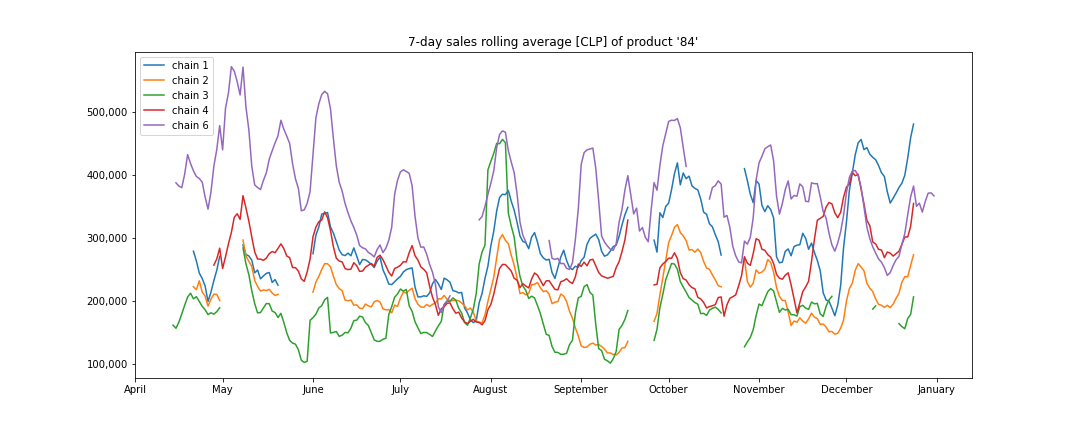 7-day sales rolling average [CLP] of product '84'
chain 1
chain 2
chain 3
chain 4
chain 6
500,000
400,000
300,000
200,000
100,000
April May June July August September October November December January